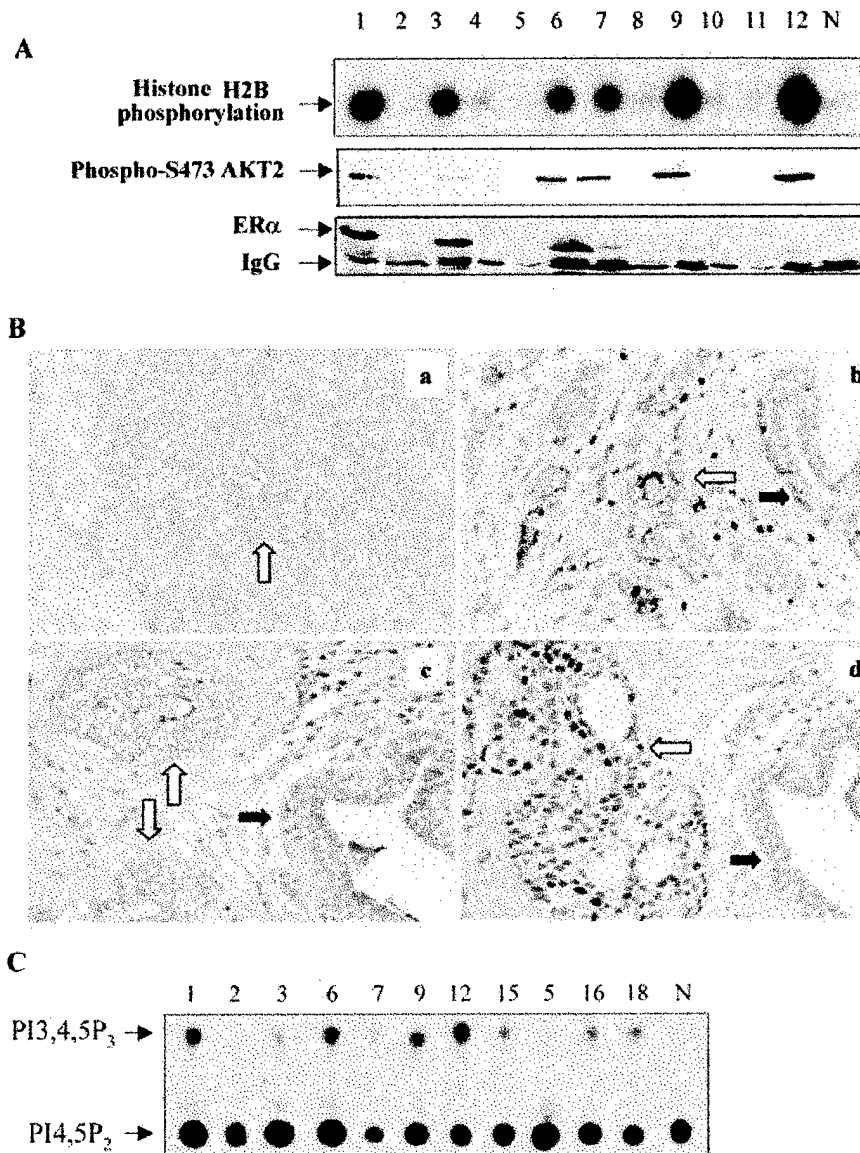 1 2 3 4 5 6 7 8 9 10 11 12 N
A
Histone H2B
phosphorylation
Phospho-S473 AKT2
ERα
IgG
B
a
b
c
d
C
1 2 3 6 7 9 12 15 5 16 18 N
PI3,4,5P₃
PI4,5P₂